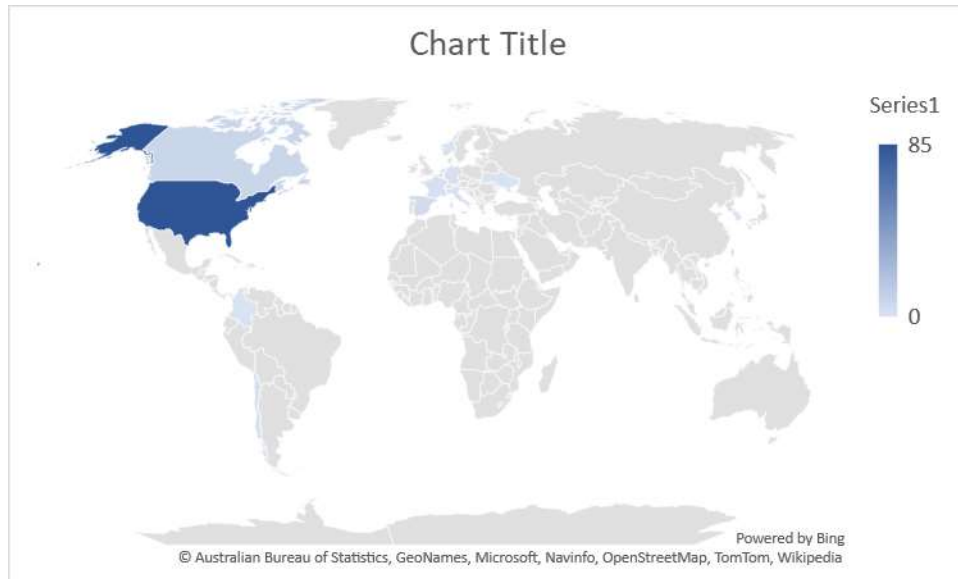 Chart Title
Series1
85
0
Powered by Bing
© Australian Bureau of Statistics, GeoNames, Microsoft, Navinfo, OpenStreetMap, TomTom, Wikipedia